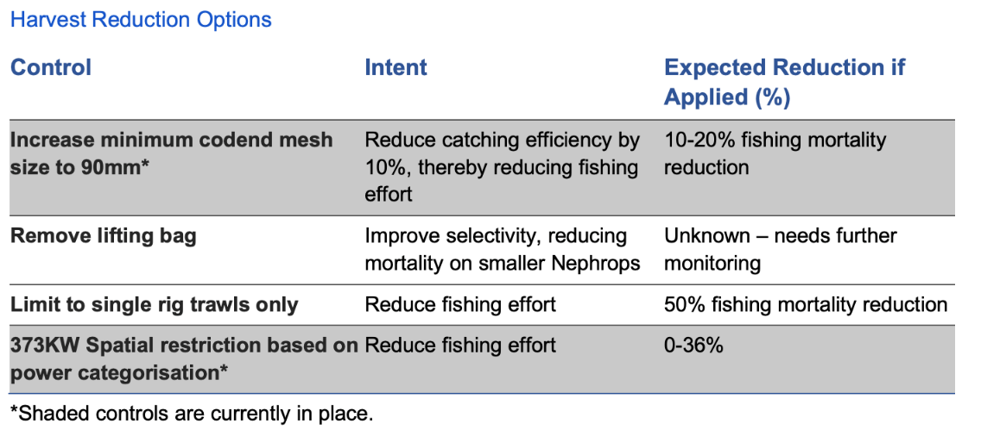 Harvest Reduction Options
Control Intent Expected Reduction if
Applied (%)
Increase minimum codend mesh Reduce catching efficiency by 10-20% fishing mortality
size to 90mm* 10%, thereby reducing fishing reduction
effort
Remove lifting bag Improve selectivity, reducing Unknown – needs further
mortality on smaller Nephrops monitoring
Limit to single rig trawls only Reduce fishing effort 50% fishing mortality reduction
373KW Spatial restriction based on Reduce fishing effort 0-36%
power categorisation*
*Shaded controls are currently in place.